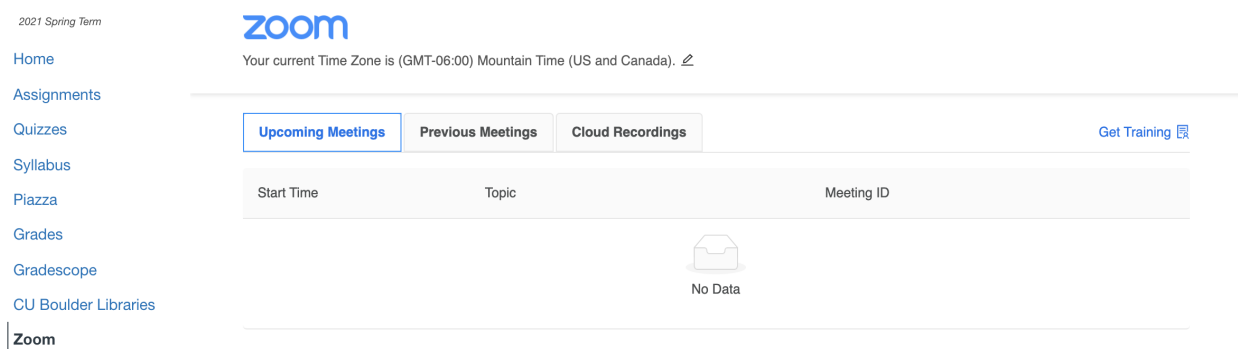 2021 Spring Term
Home
Assignments
Quizzes
Syllabus
Piazza
Grades
Gradescope
CU Boulder Libraries
Zoom
zoom
Your current Time Zone is (GMT-06:00) Mountain Time (US and Canada).
Upcoming Meetings Previous Meetings Cloud Recordings Get Training
Start Time Topic Meeting ID
No Data